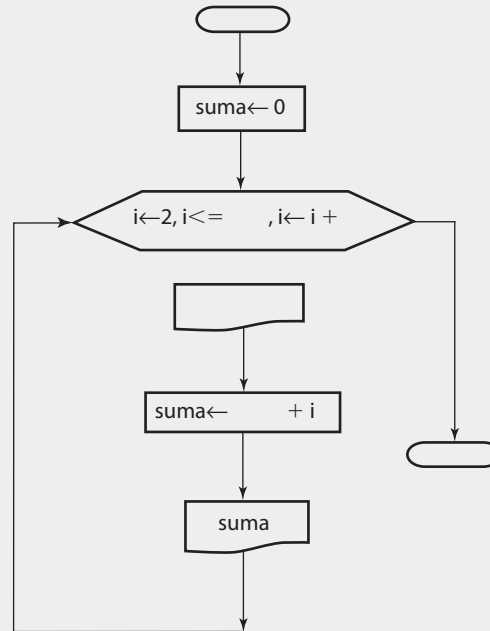 suma← 0
i←2, i<= , i← i +
suma← + i
suma